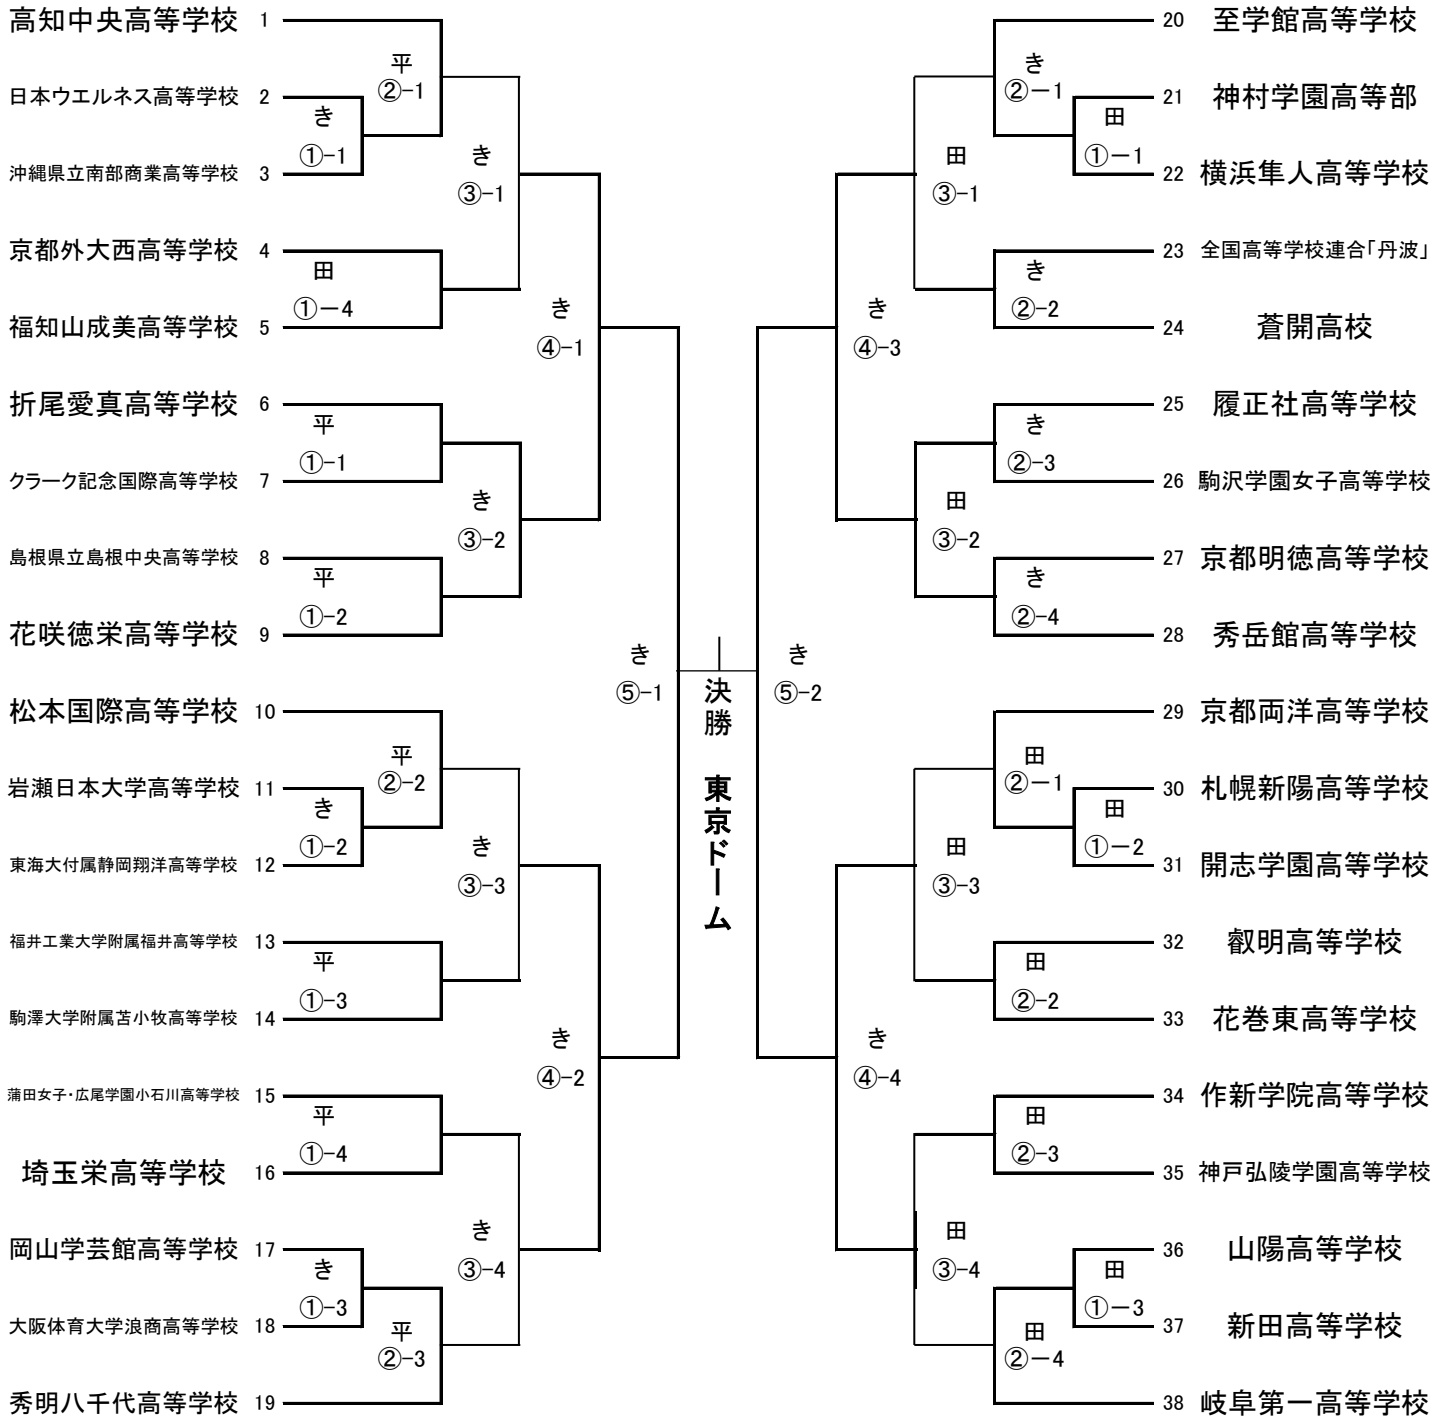 高知中央高等学校 1
平
②-1
日本ウエルネス高等学校 2
き
①-1
沖縄県立南部商業高等学校 3
き
③-1
京都外大西高等学校 4
田
①－4
福知山成美高等学校 5
き
④-1
折尾愛真高等学校 6
平
①-1
クラーク記念国際高等学校 7
き
③-2
島根県立島根中央高等学校 8
平
①-2
花咲徳栄高等学校 9
き
⑤-1
松本国際高等学校 10
平
②-2
岩瀬日本大学高等学校 11
き
①-2
東海大付属静岡翔洋高等学校 12
き
③-3
福井工業大学附属福井高等学校 13
平
①-3
駒澤大学附属苫小牧高等学校 14
き
④-2
蒲田女子・広尾学園小石川高等学校 15
平
①-4
埼玉栄高等学校 16
き
③-4
岡山学芸館高等学校 17
き
①-3
大阪体育大学浪商高等学校 18
平
②-3
秀明八千代高等学校 19
決勝
東京ドーム
20 至学館高等学校
き
②－1
21 神村学園高等部
田
①－1
22 横浜隼人高等学校
田
③-1
23 全国高等学校連合「丹波」
き
②-2
24 蒼開高校
き
④-3
25 履正社高等学校
き
②-3
26 駒沢学園女子高等学校
田
③-2
27 京都明徳高等学校
き
②-4
28 秀岳館高等学校
き
⑤-2
29 京都両洋高等学校
田
②－1
30 札幌新陽高等学校
田
①－2
31 開志学園高等学校
田
③-3
32 叡明高等学校
田
②-2
33 花巻東高等学校
き
④-4
34 作新学院高等学校
田
②-3
35 神戸弘陵学園高等学校
田
③-4
36 山陽高等学校
田
①－3
37 新田高等学校
田
②－4
38 岐阜第一高等学校